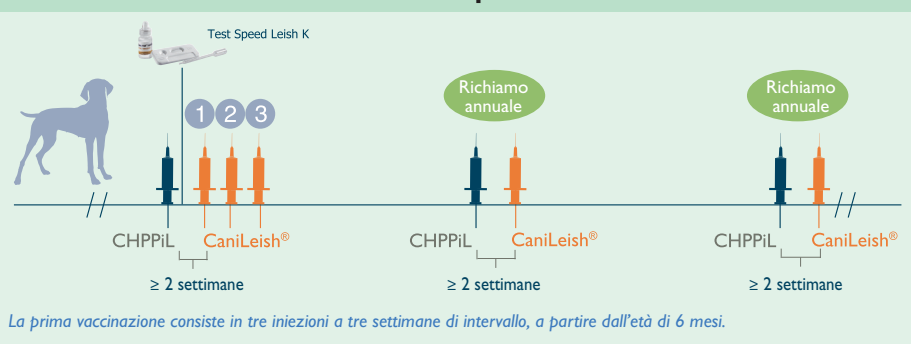 Test Speed Leish K
1 2 3
Richiamo
annuale
Richiamo
annuale
CHPPiL CaniLeish® CHPPiL CaniLeish® CHPPiL CaniLeish®
≥ 2 settimane ≥ 2 settimane ≥ 2 settimane
La prima vaccinazione consiste in tre iniezioni a tre settimane di intervallo, a partire dall'età di 6 mesi.